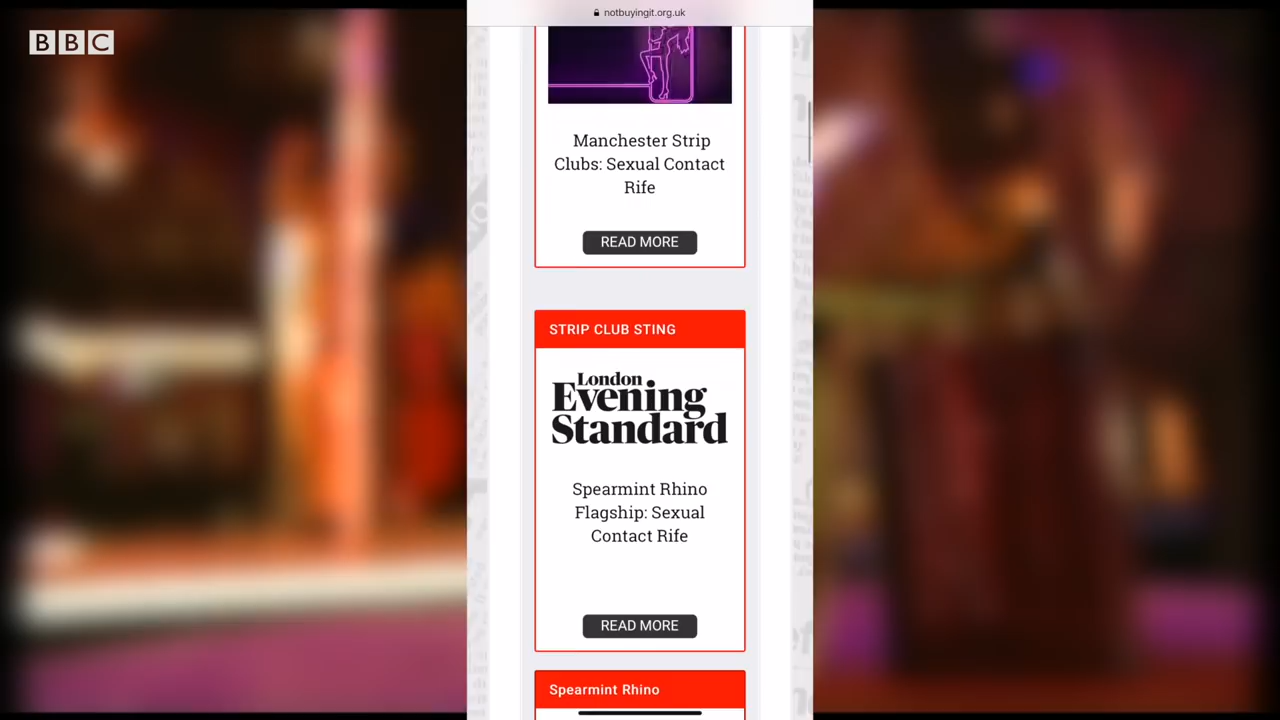 BBC
notbuyingit.org.uk
Manchester Strip
Clubs: Sexual Contact
Rife
READ MORE
STRIP CLUB STING
London
Evening
Standard
Spearmint Rhino
Flagship: Sexual
Contact Rife
READ MORE
Spearmint Rhino